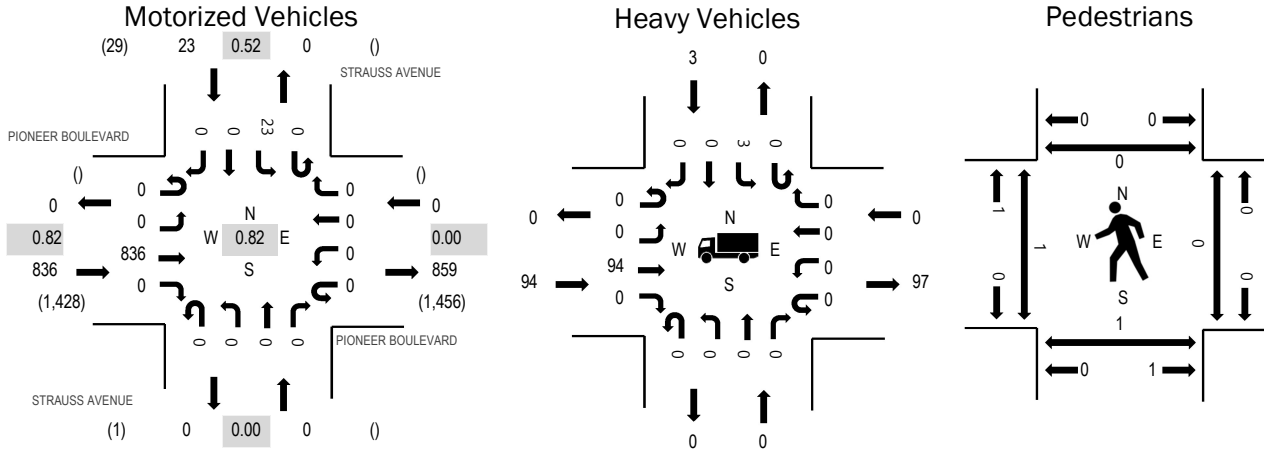 Motorized Vehicles
(29) 23 0.52 0 ()
STRAUSS AVENUE
PIONEER BOULEVARD
0 0 23 0
() ()
0 0
0 0
0 0
0.82 836 W N 0.82 E S 0 0.00
836 0 0 859
(1,428) (1,456)
0 0 0 0
PIONEER BOULEVARD
STRAUSS AVENUE
(1) 0 0.00 0 ()
Heavy Vehicles
3 0
0 0 3 0
0 0
0 0 0 0
N
W E
94 94 0 97
S
0 0
0 0 0 0
0 0
Pedestrians
0 0
0
N
1 0
W E
1 0
S
0 0
1
0 1